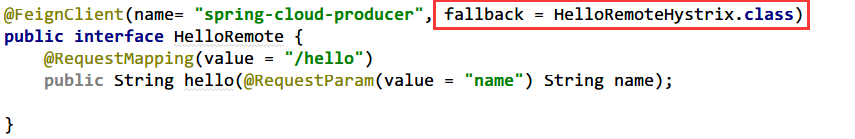 @FeignClient(name= "spring-cloud-producer", fallback = HelloRemoteHystrix.class)
public interface HelloRemote {
@RequestMapping(value = "/hello")
public String hello(@RequestParam(value = "name") String name);
}